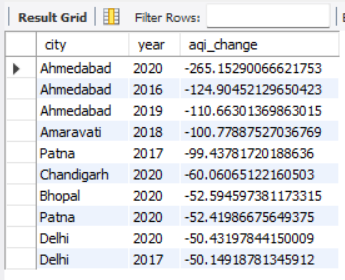 Result Grid Filter Rows:
city year aqi_change
Ahmedabad 2020 -265.15290066621753
Ahmedabad 2016 -124.90452129650423
Ahmedabad 2019 -110.66301369863015
Amaravati 2018 -100.77887527036769
Patna 2017 -99.43781720188636
Chandigarh 2020 -60.06065122160503
Bhopal 2020 -52.594597381173315
Patna 2020 -52.41986675649375
Delhi 2020 -50.43197844150009
Delhi 2017 -50.14918781345912